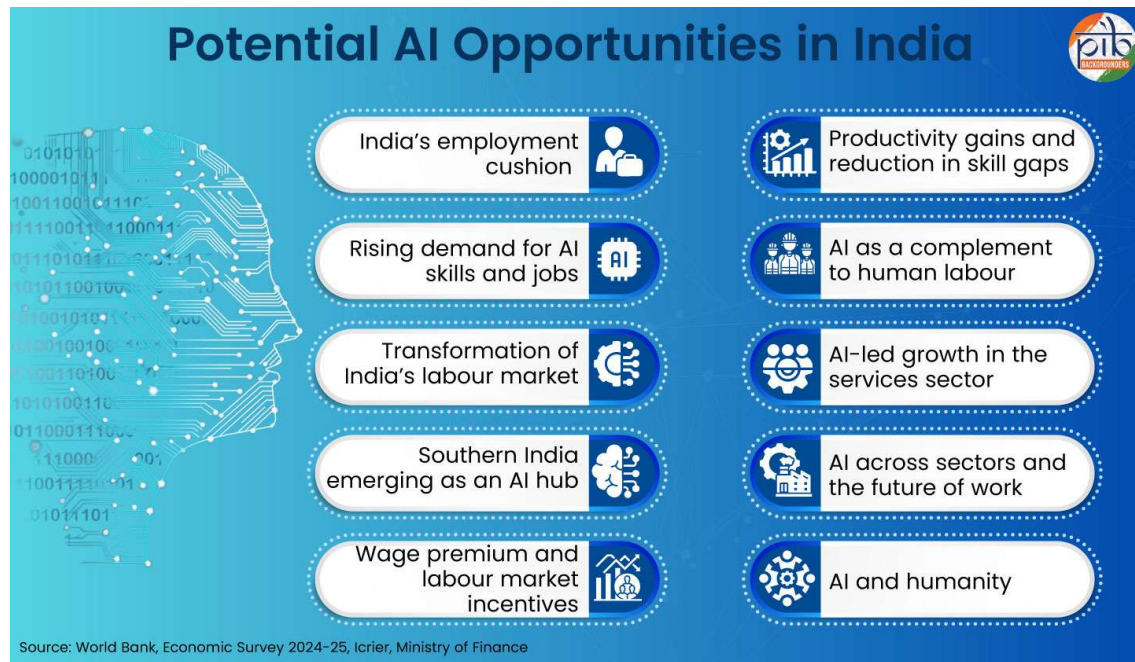 Potential AI Opportunities in India
pib
BACKGROUNDERS
India's employment
cushion
Rising demand for AI
skills and jobs
AI
Transformation of
India's labour market
Southern India
emerging as an AI hub
Wage premium and
labour market
incentives
Productivity gains and
reduction in skill gaps
AI as a complement
to human labour
AI-led growth in the
services sector
AI across sectors and
the future of work
AI and humanity
Source: World Bank, Economic Survey 2024-25, Icrier, Ministry of Finance